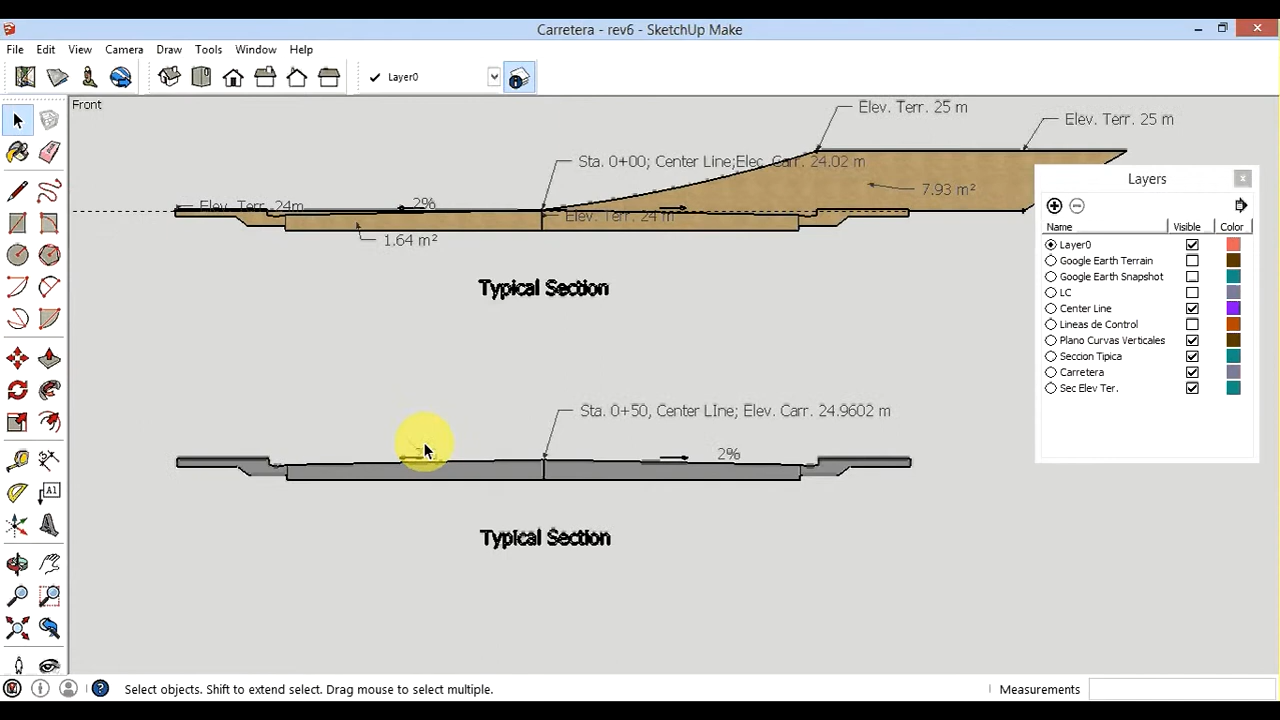 Carretera - rev6 - SketchUp Make
File Edit View Camera Draw Tools Window Help
Layer0
Front
Elev. Terr. 25 m
Elev. Terr. 25 m
Sta. 0+00; Center Line;Elec. Carr. 24.02 m
7.93 m²
Elev. Terr. 24m
2%
Elev. Terr. 24 m
1.64 m²
Typical Section
Sta. 0+50, Center LIne; Elev. Carr. 24.9602 m
2%
Typical Section
Layers
Name Visible Color
Layer0
Google Earth Terrain
Google Earth Snapshot
LC
Center Line
Lineas de Control
Plano Curvas Verticales
Seccion Tipica
Carretera
Sec Elev Ter.
A1
Select objects. Shift to extend select. Drag mouse to select multiple.
Measurements